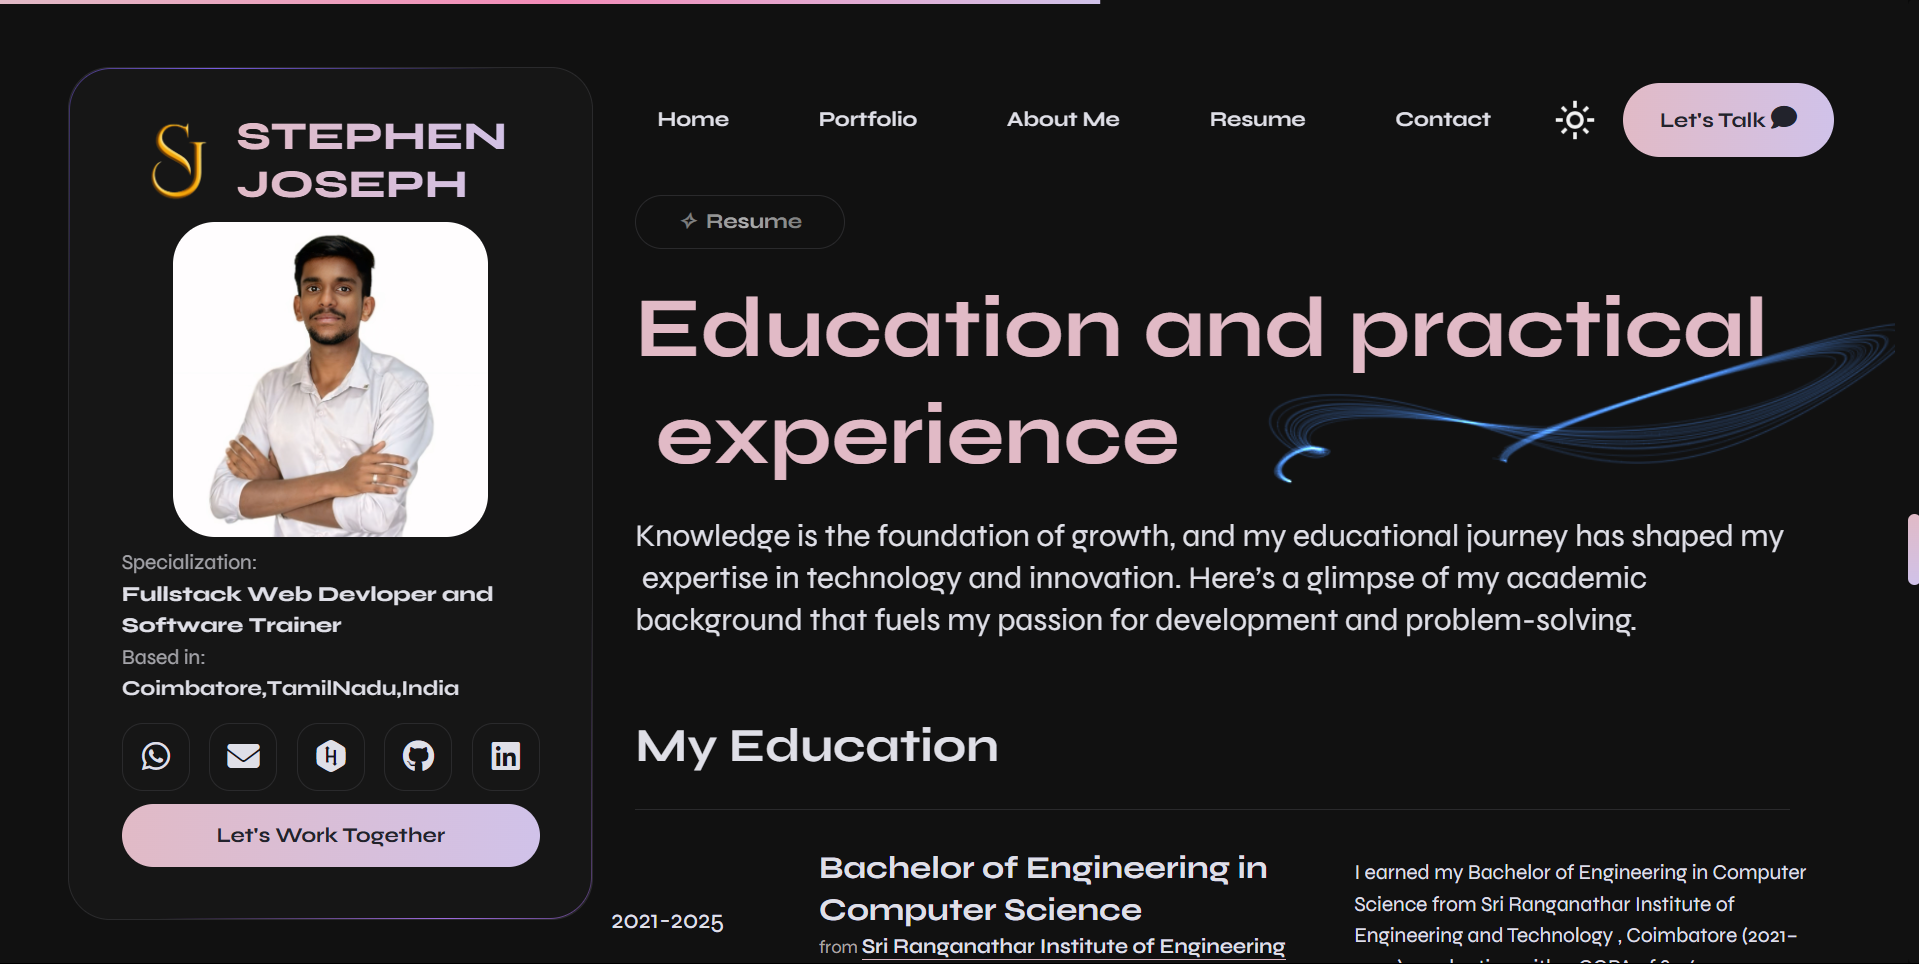 SJ
STEPHEN
JOSEPH
Specialization:
Fullstack Web Devloper and
Software Trainer
Based in:
Coimbatore,TamilNadu,India
Let's Work Together
Home
Portfolio
About Me
Resume
Contact
Let's Talk
Resume
Education and practical
experience
Knowledge is the foundation of growth, and my educational journey has shaped my
expertise in technology and innovation. Here's a glimpse of my academic
background that fuels my passion for development and problem-solving.
My Education
2021-2025
Bachelor of Engineering in
Computer Science
from Sri Ranganathar Institute of Engineering
I earned my Bachelor of Engineering in Computer
Science from Sri Ranganathar Institute of
Engineering and Technology , Coimbatore (2021–